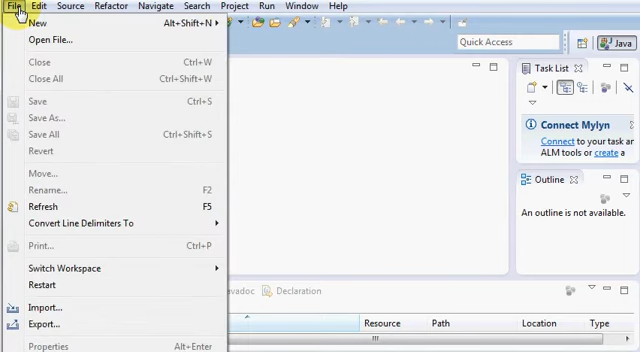 File Edit Source Refactor Navigate Search Project Run Window Help
New Alt+Shift+N
Open File...
Close Ctrl+W
Close All Ctrl+Shift+W
Save Ctrl+S
Save As...
Save All Ctrl+Shift+S
Revert
Move...
Rename... F2
Refresh F5
Convert Line Delimiters To
Print... Ctrl+P
Switch Workspace
Restart
Import...
Export...
Properties Alt+Enter
Quick Access
Java
Task List
Connect Mylyn
Connect to your task an
ALM tools or create a
Outline
An outline is not available.
vadoc Declaration
Resource Path Location Type